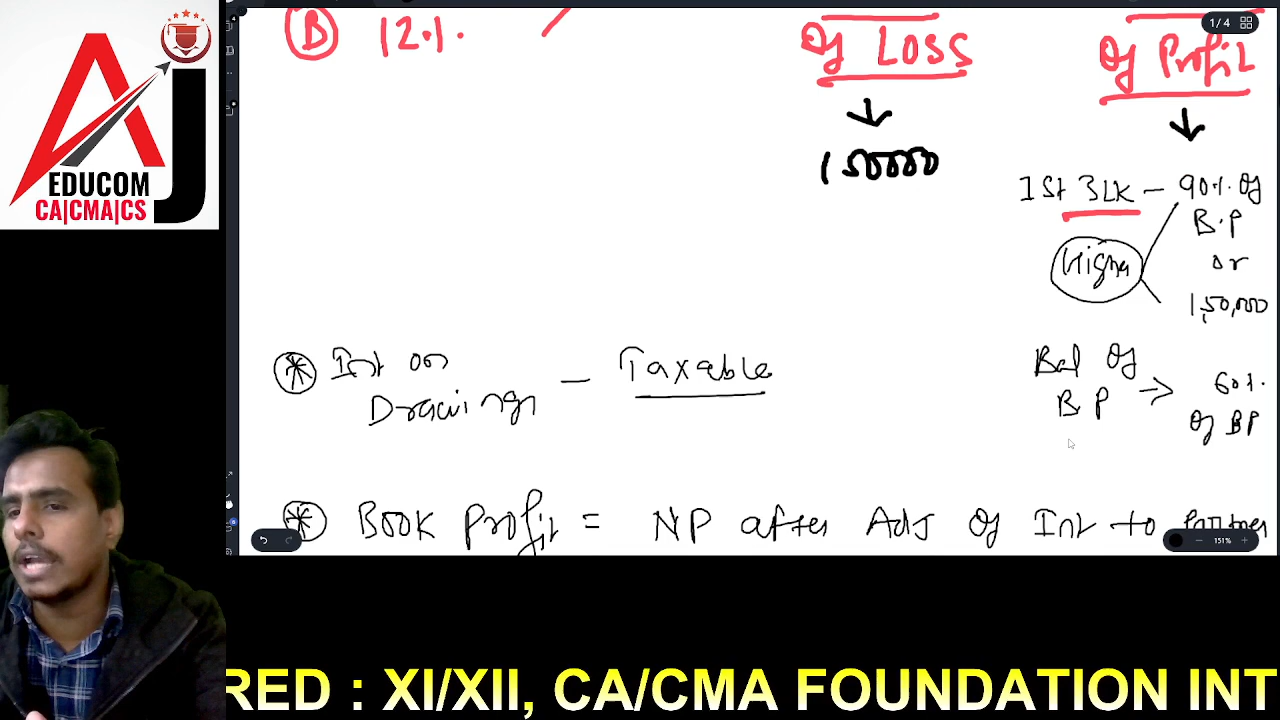 AJ
EDUCOM
CA|CMA|CS
(B) 12%.
Of LOSS
Of Profit
1/4
150000
1st 3LK – 90%. Of
B.P
Higher
or
1,50,000
* Int on
Drawings – Taxable
Bal Of
B P
60%.
Of BP
* Book Profit = NP after Adj Of Int to Partner
151%
RED : XI/XII, CA/CMA FOUNDATION INT